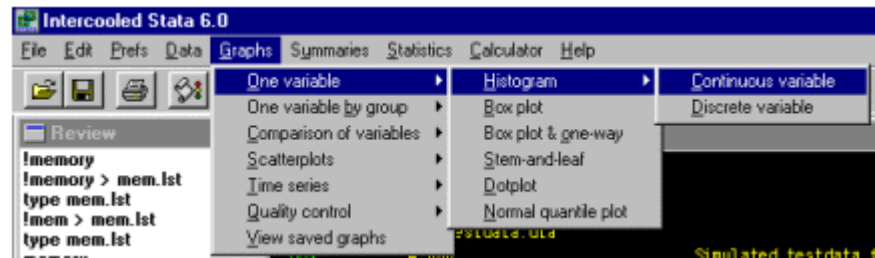 Intercooled Stata 6.0
File Edit Prefs Data Graphs Summaries Statistics Calculator Help
One variable
One variable by group
Comparison of variables
Scatterplots
Time series
Quality control
View saved graphs
Histogram
Box plot
Box plot & one-way
Stem-and-leaf
Dotplot
Normal quantile plot
Continuous variable
Discrete variable
Review
!memory
!memory > mem.lst
type mem.lst
!mem > mem.lst
type mem.lst
Simulated testdata